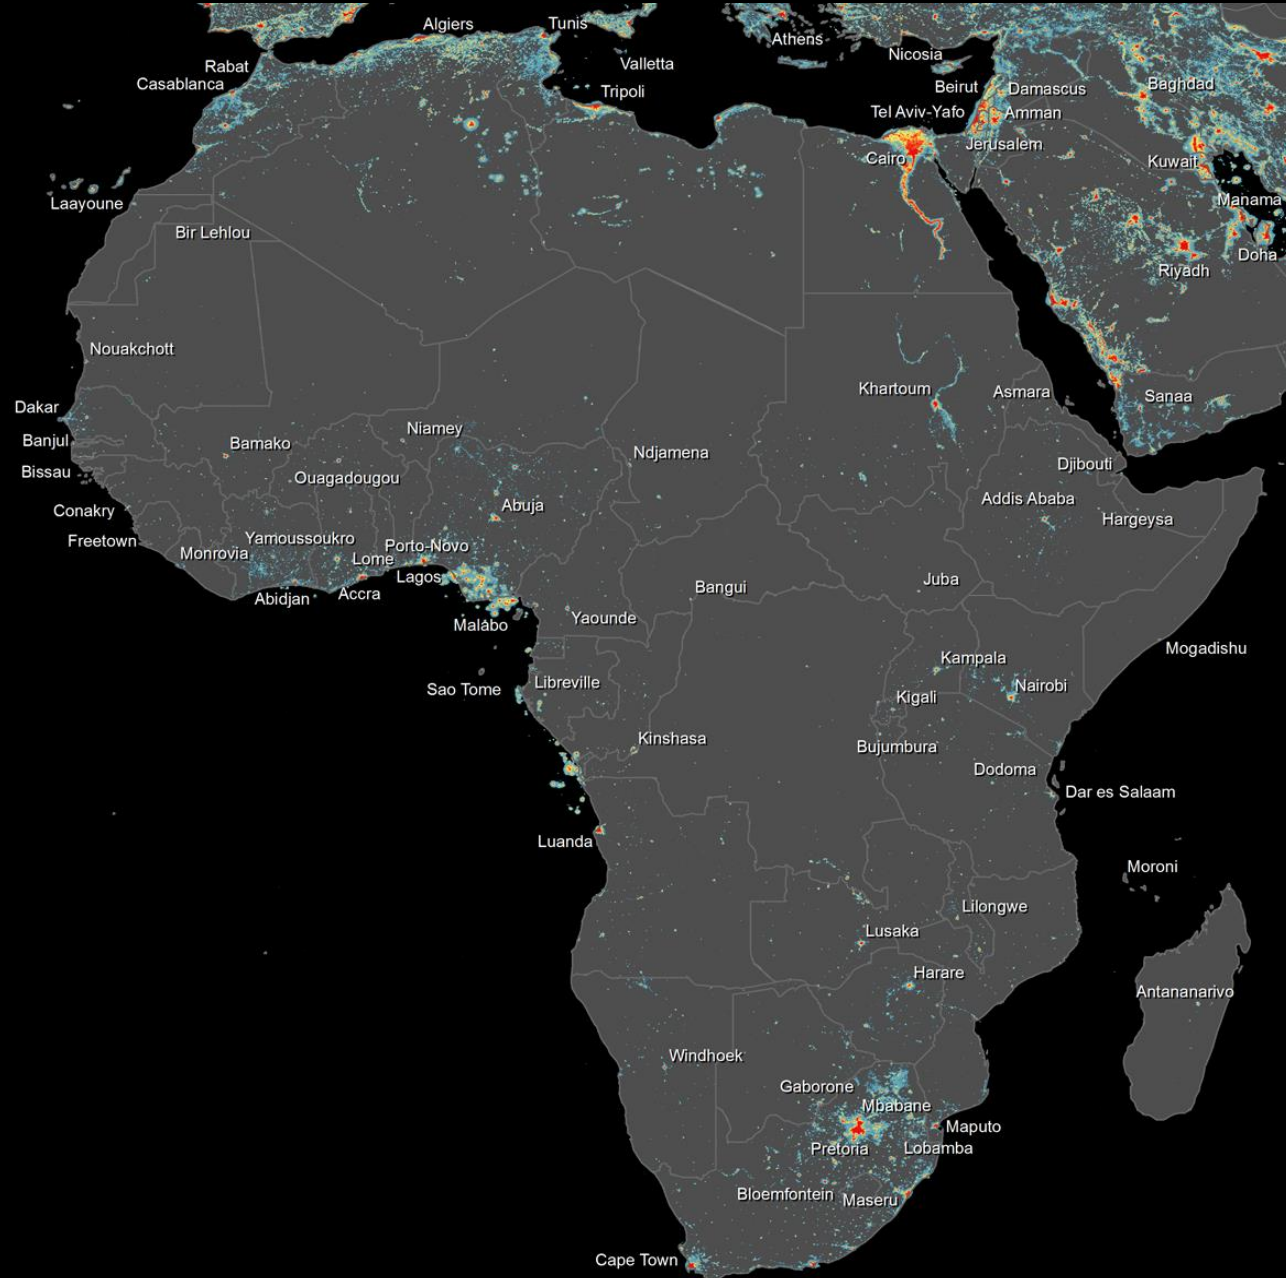 Algiers
Tunis
Athens
Valletta
Nicosia
Rabat
Casablanca
Tripoli
Beirut
Damascus
Baghdad
Tel Aviv-Yafo
Amman
Jerusalem
Cairo
Kuwait
Laayoune
Manama
Bir Lehlou
Doha
Riyadh
Nouakchott
Khartoum
Asmara
Sanaa
Dakar
Niamey
Banjul
Bamako
Ndjamena
Djibouti
Bissau
Ouagadougou
Abuja
Addis Ababa
Conakry
Hargeysa
Freetown
Yamoussoukro
Porto-Novo
Monrovia
Lome
Lagos
Juba
Bangui
Abidjan
Accra
Malabo
Yaounde
Mogadishu
Kampala
Sao Tome
Libreville
Nairobi
Kigali
Kinshasa
Bujumbura
Dodoma
Dar es Salaam
Luanda
Moroni
Lilongwe
Lusaka
Harare
Antananarivo
Windhoek
Gaborone
Mbabane
Maputo
Pretoria
Lobamba
Bloemfontein
Maseru
Cape Town